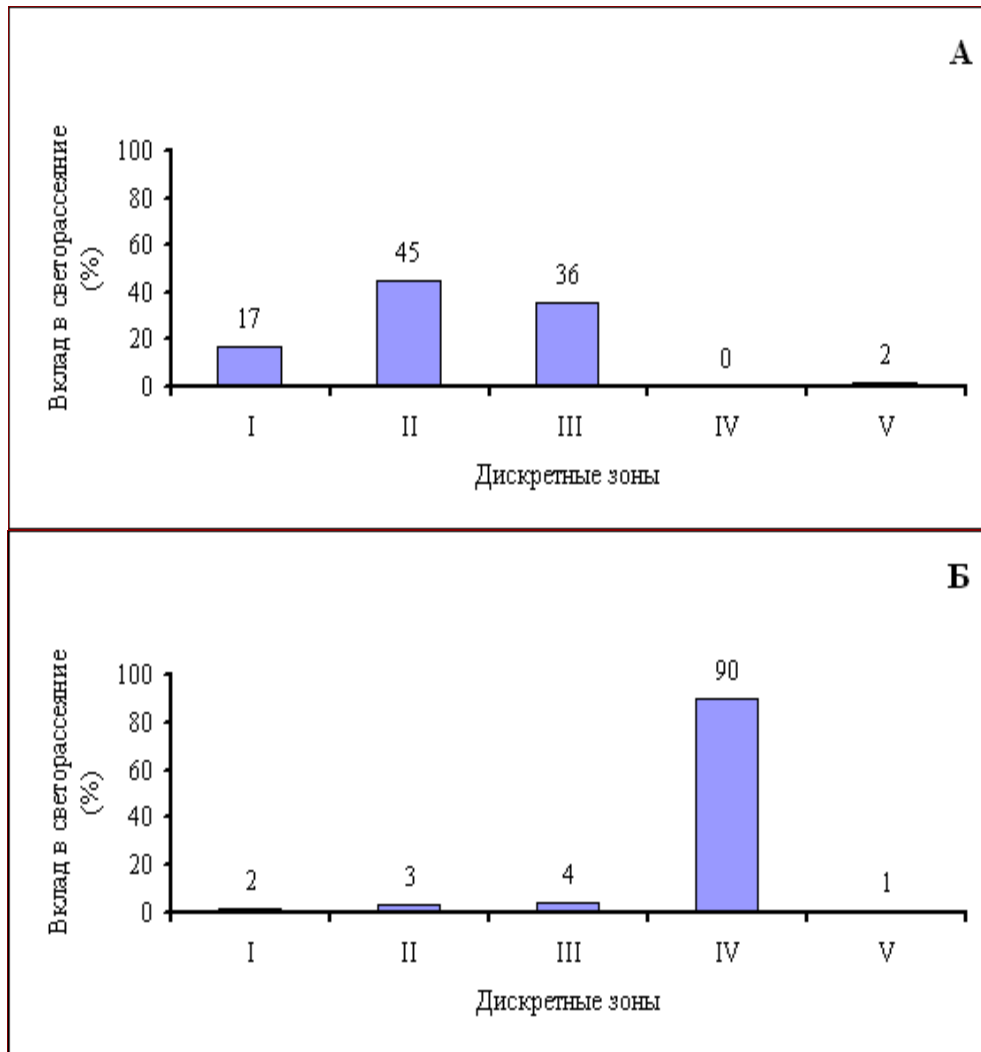 А
Вклад в светорассеяние
(%)
100
80
60
40
20
0
17
45
36
0
2
I
II
III
IV
V
Дискретные зоны
Б
Вклад в светорассеяние
(%)
100
80
60
40
20
0
2
3
4
90
1
I
II
III
IV
V
Дискретные зоны